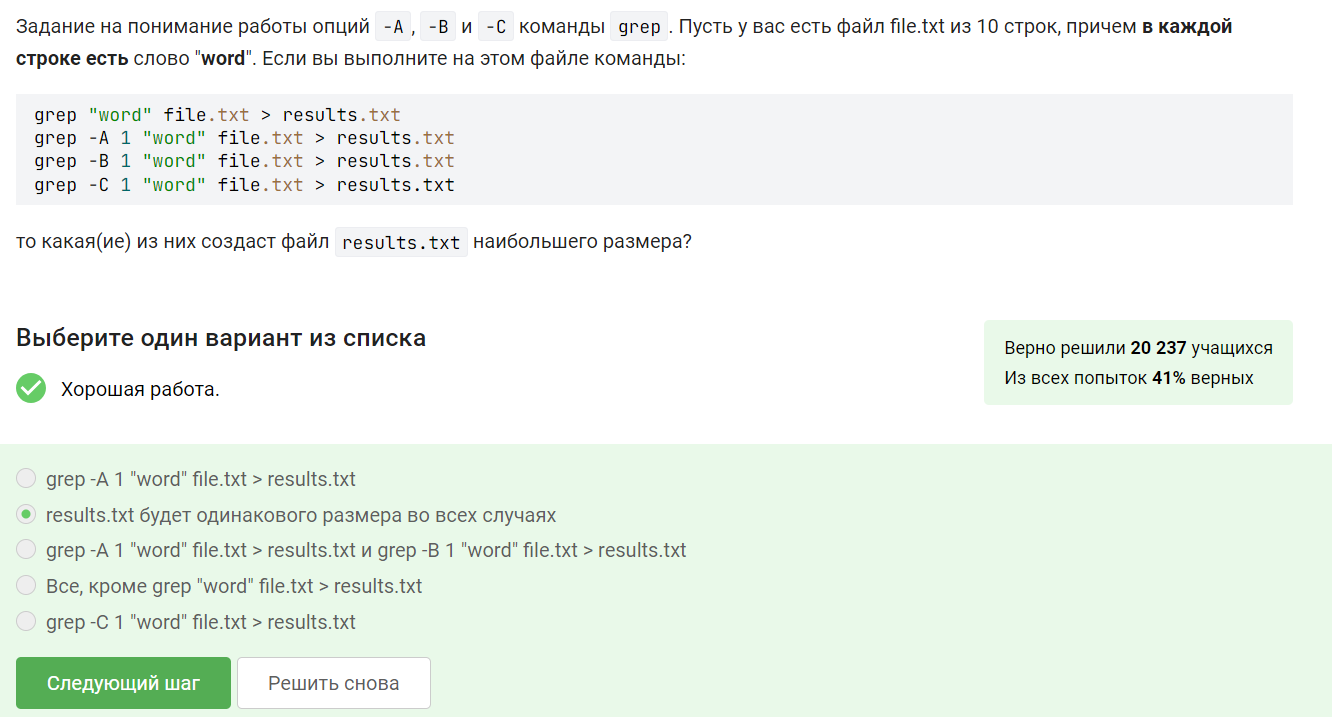 Задание на понимание работы опций -A, -B и -C команды grep. Пусть у вас есть файл file.txt из 10 строк, причем в каждой
строке есть слово "word". Если вы выполните на этом файле команды:
grep "word" file.txt > results.txt
grep -A 1 "word" file.txt > results.txt
grep -B 1 "word" file.txt > results.txt
grep -C 1 "word" file.txt > results.txt
то какая(ие) из них создаст файл results.txt наибольшего размера?
Выберите один вариант из списка
Верно решили 20 237 учащихся
Из всех попыток 41% верных
Хорошая работа.
grep -A 1 "word" file.txt > results.txt
results.txt будет одинакового размера во всех случаях
grep -A 1 "word" file.txt > results.txt и grep -B 1 "word" file.txt > results.txt
Все, кроме grep "word" file.txt > results.txt
grep -C 1 "word" file.txt > results.txt
Следующий шаг
Решить снова